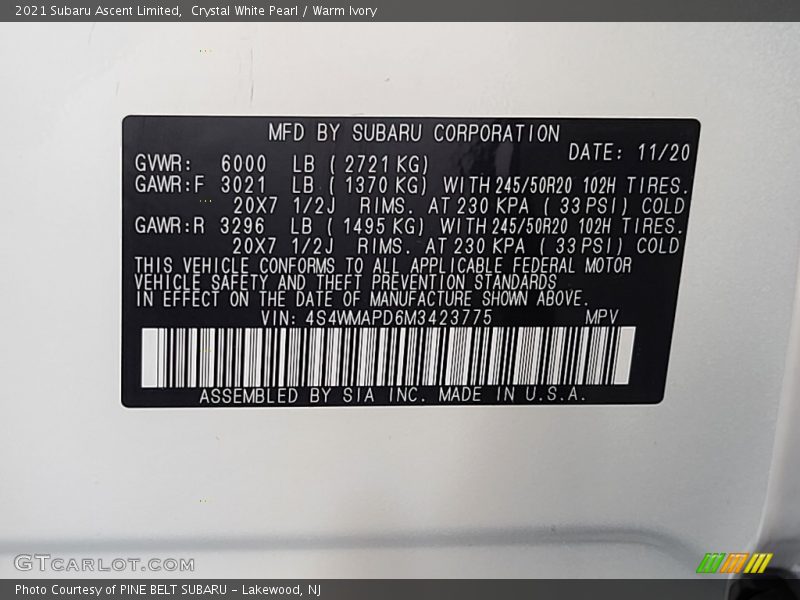 2021 Subaru Ascent Limited, Crystal White Pearl / Warm Ivory
MFD BY SUBARU CORPORATION
DATE: 11/20
GVWR: 6000 LB ( 2721 KG)
GAWR:F 3021 LB ( 1370 KG) WITH 245/50R20 102H TIRES.
20X7 1/2J RIMS. AT 230 KPA ( 33 PSI) COLD
GAWR:R 3296 LB ( 1495 KG) WITH 245/50R20 102H TIRES.
20X7 1/2J RIMS. AT 230 KPA ( 33 PSI) COLD
THIS VEHICLE CONFORMS TO ALL APPLICABLE FEDERAL MOTOR
VEHICLE SAFETY AND THEFT PREVENTION STANDARDS
IN EFFECT ON THE DATE OF MANUFACTURE SHOWN ABOVE.
VIN: 4S4WMAPD6M3423775 MPV
ASSEMBLED BY SIA INC. MADE IN U.S.A.
GTCARLOT.COM
Photo Courtesy of PINE BELT SUBARU - Lakewood, NJ